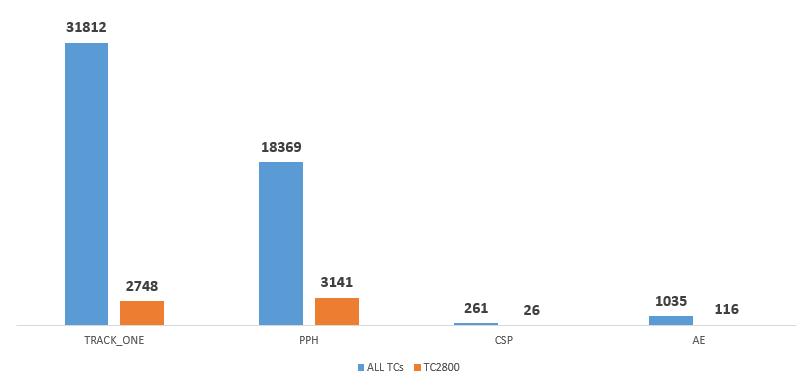 31812
18369
2748
3141
261
26
1035
116
TRACK_ONE
PPH
CSP
AE
ALL TCs
TC2800